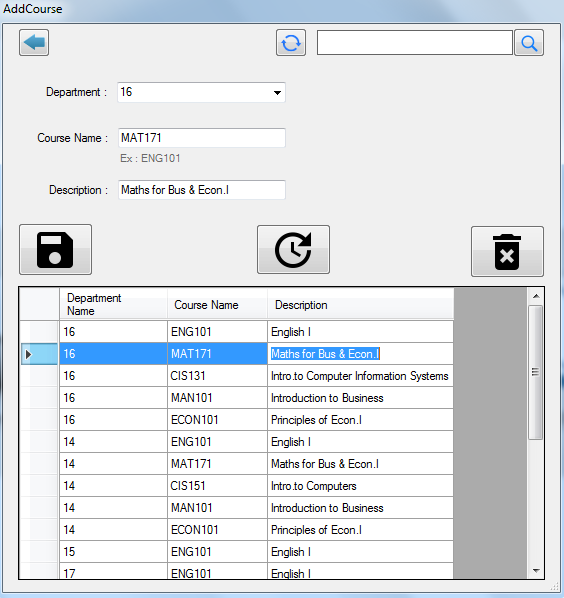 AddCourse
Department : 16
Course Name : MAT171
Ex : ENG101
Description : Maths for Bus & Econ.I
Department Name Course Name Description
16 ENG101 English I
16 MAT171 Maths for Bus & Econ.I
16 CIS131 Intro.to Computer Information Systems
16 MAN101 Introduction to Business
16 ECON101 Principles of Econ.I
14 ENG101 English I
14 MAT171 Maths for Bus & Econ.I
14 CIS151 Intro.to Computers
14 MAN101 Introduction to Business
14 ECON101 Principles of Econ.I
15 ENG101 English I
17 ENG101 English I